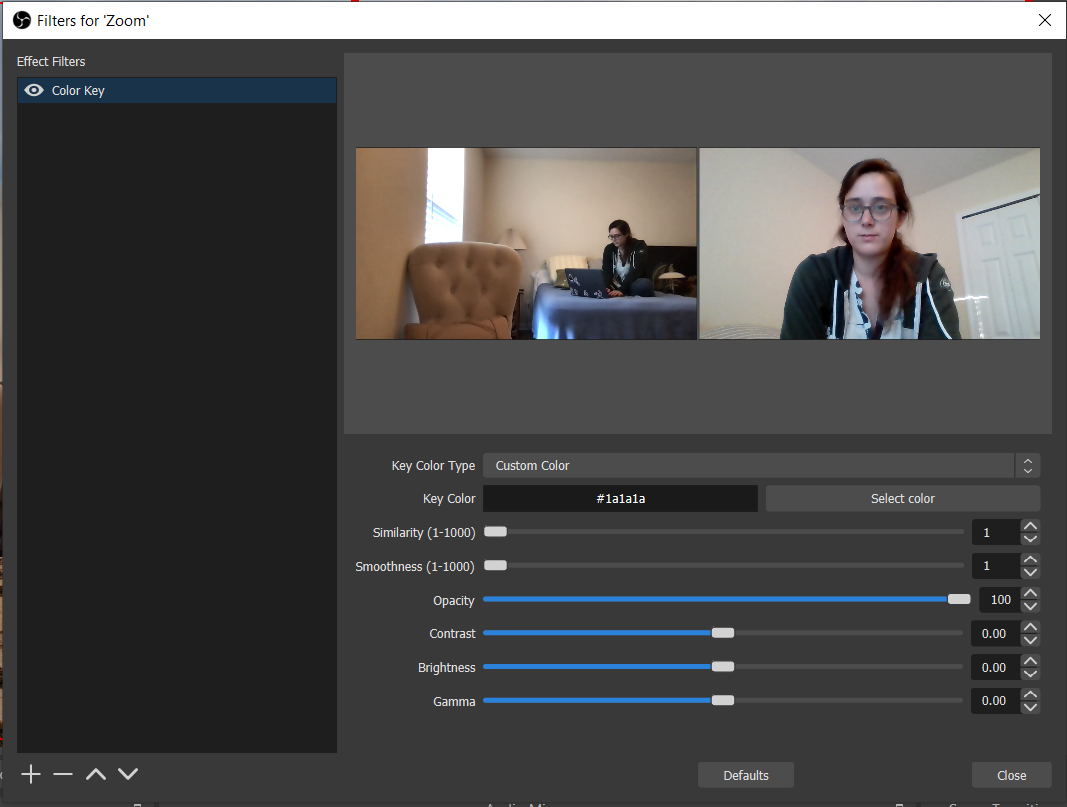 Filters for 'Zoom'
Effect Filters
Color Key
Key Color Type Custom Color
Key Color #1a1a1a Select color
Similarity (1-1000) 1
Smoothness (1-1000) 1
Opacity 100
Contrast 0.00
Brightness 0.00
Gamma 0.00
Defaults Close